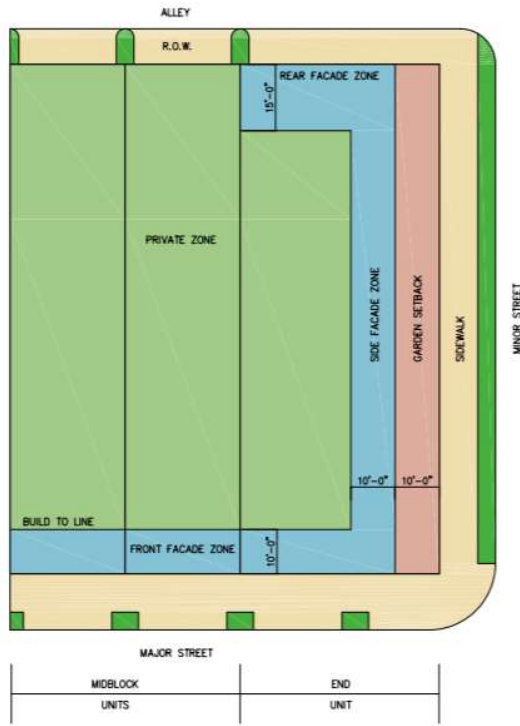 ALLEY
R.O.W.
REAR FACADE ZONE
15'-0"
PRIVATE ZONE
SIDE FACADE ZONE
GARDEN SETBACK
SIDEWALK
MINOR STREET
10'-0" 10'-0"
BUILD TO LINE
FRONT FACADE ZONE
10'-0"
MAJOR STREET
MIDBLOCK END
UNITS UNIT